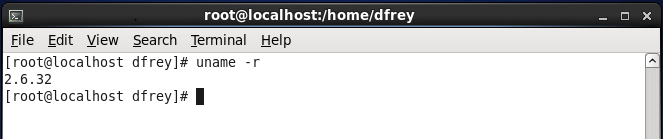 root@localhost:/home/dfrey
File Edit View Search Terminal Help
[root@localhost dfrey]# uname -r
2.6.32
[root@localhost dfrey]#